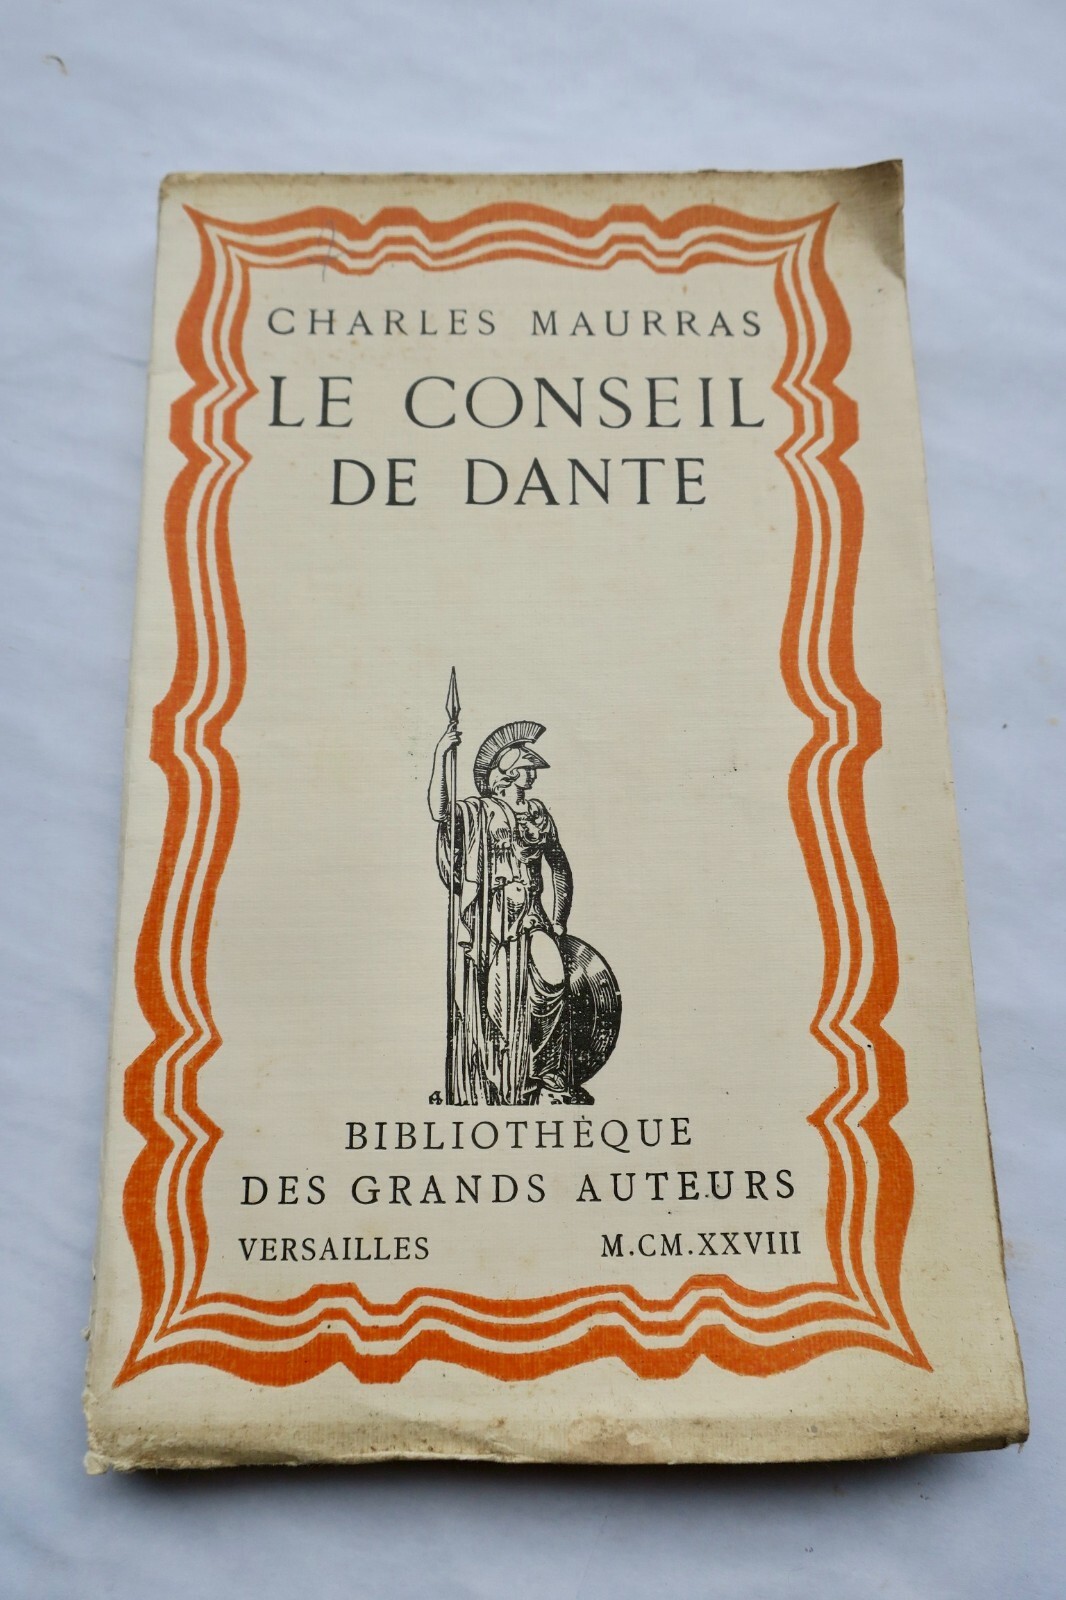 CHARLES MAURRAS
LE CONSEIL
DE DANTE
BIBLIOTHÈQUE
DES GRANDS AUTEURS
VERSAILLES M.CM.XXVIII